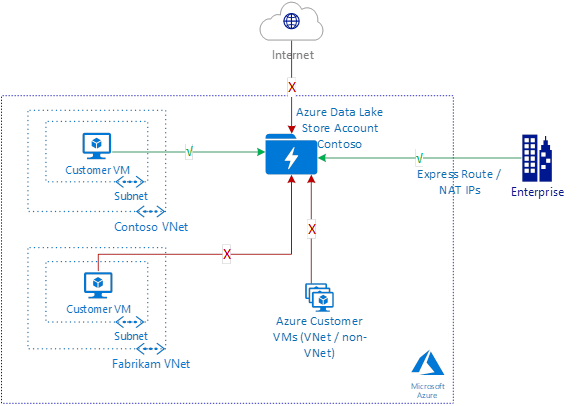 Internet
X
Azure Data Lake
Store Account
Contoso
Customer VM
√
√
Subnet
Express Route /
NAT IPs
Enterprise
Contoso VNet
X
X
Customer VM
Azure Customer
VMs (VNet / non-
VNet)
Subnet
Fabrikam VNet
Microsoft
Azure